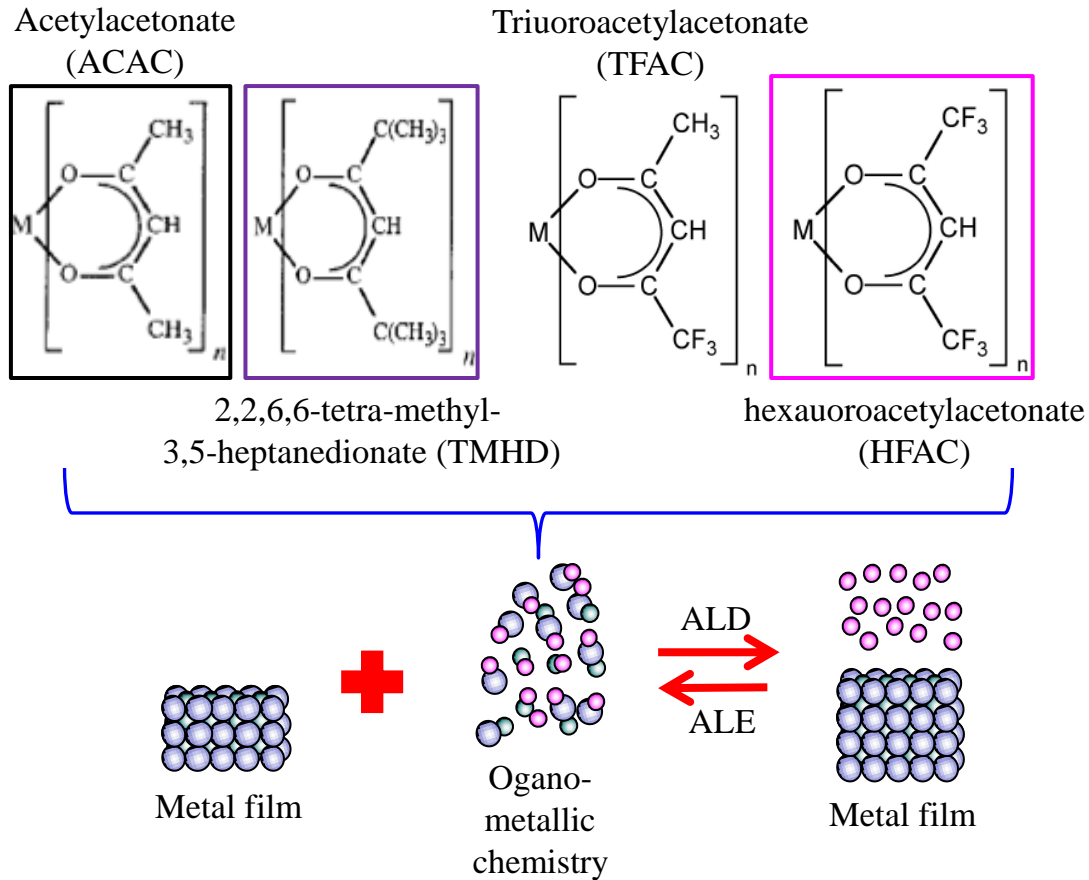 Acetylacetonate
(ACAC)
Triuoroacetylacetonate
(TFAC)
M
O
C
CH₃
CH
O
C
CH₃
n
M
O
C
C(CH₃)₃
CH
O
C
C(CH₃)₃
n
M
O
C
CH₃
CH
O
C
CF₃
n
M
O
C
CF₃
CH
O
C
CF₃
n
2,2,6,6-tetra-methyl-
3,5-heptanedionate (TMHD)
hexauoroacetylacetonate
(HFAC)
ALD
ALE
Metal film
Ogano-
metallic
chemistry
Metal film